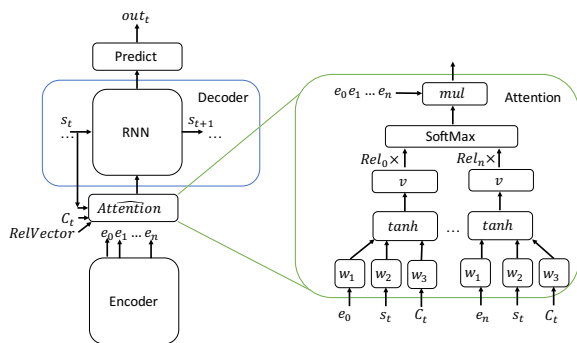 out_t
Predict
Decoder
s_t
...
RNN
s_{t+1}
...
\widehat{Attention}
C_t
RelVector
e_0 e_1 ... e_n
Encoder
e_0 e_1 ... e_n
mul
Attention
SoftMax
Rel_0 ×
Rel_n ×
v
v
tanh
...
tanh
w_1
w_2
w_3
w_1
w_2
w_3
e_0
s_t
C_t
e_n
s_t
C_t